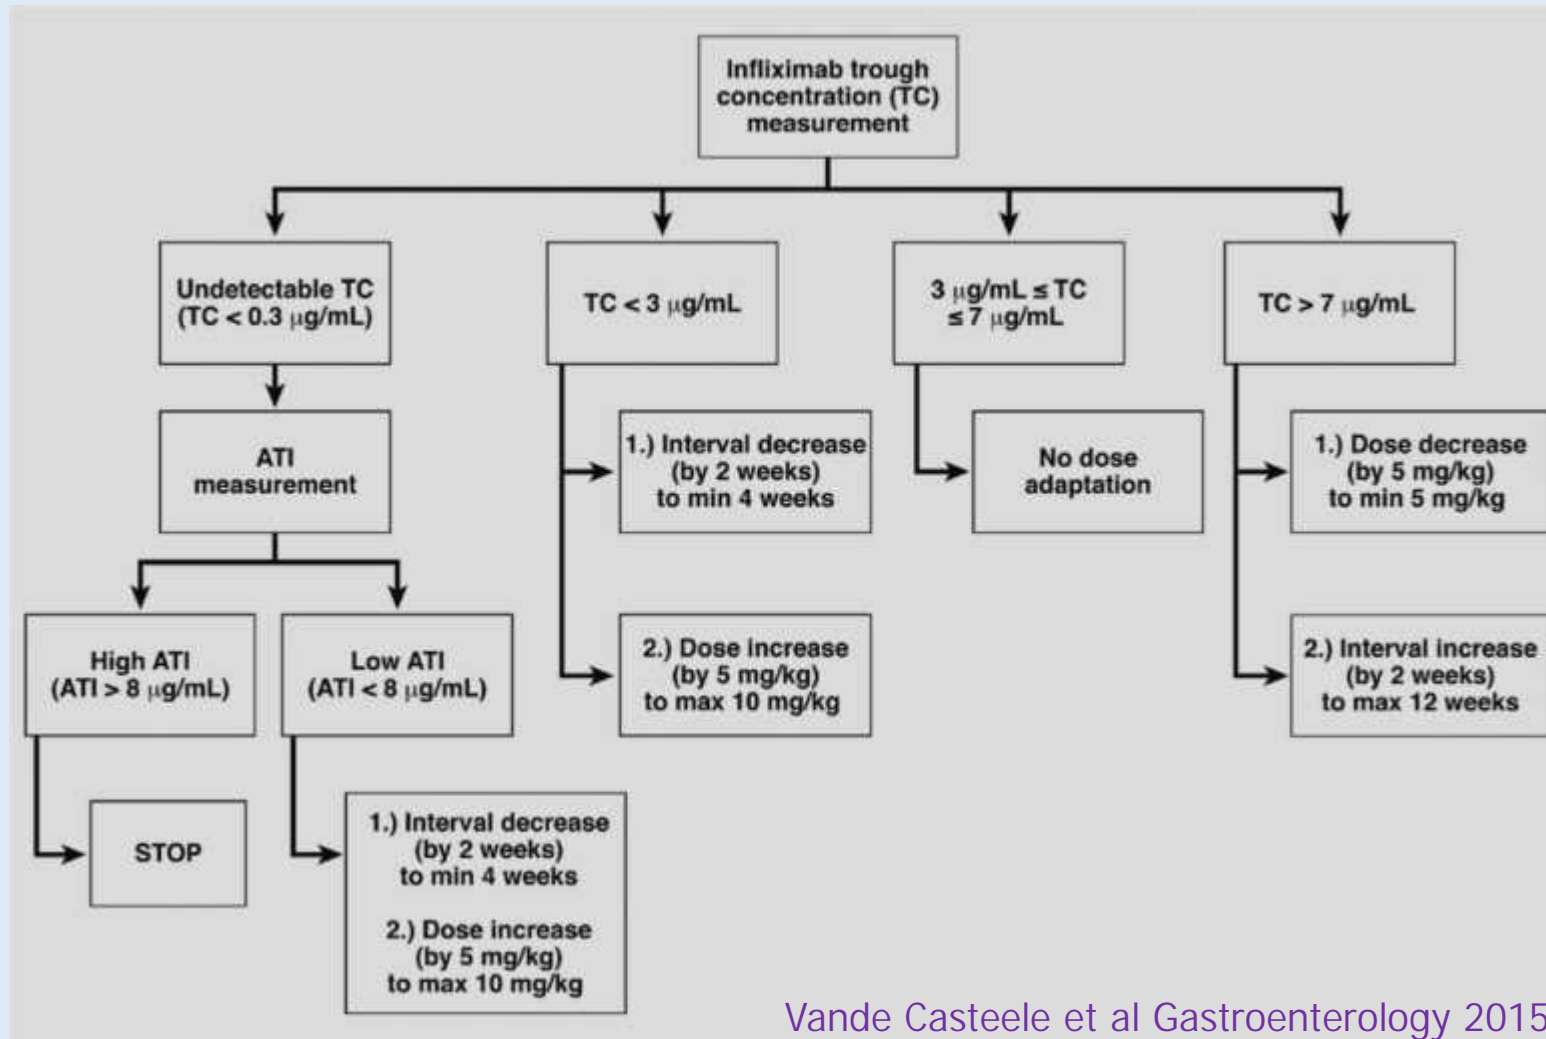 Infliximab trough
concentration (TC)
measurement
Undetectable TC
(TC < 0.3 μg/mL)
TC < 3 μg/mL
3 μg/mL ≤ TC
≤ 7 μg/mL
TC > 7 μg/mL
ATI
measurement
1.) Interval decrease
(by 2 weeks)
to min 4 weeks
No dose
adaptation
1.) Dose decrease
(by 5 mg/kg)
to min 5 mg/kg
High ATI
(ATI > 8 μg/mL)
Low ATI
(ATI < 8 μg/mL)
2.) Dose increase
(by 5 mg/kg)
to max 10 mg/kg
2.) Interval increase
(by 2 weeks)
to max 12 weeks
STOP
1.) Interval decrease
(by 2 weeks)
to min 4 weeks
2.) Dose increase
(by 5 mg/kg)
to max 10 mg/kg
Vande Casteele et al Gastroenterology 2015